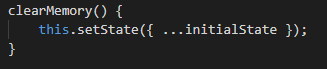 clearMemory() {
    this.setState({ ...initialState });
}